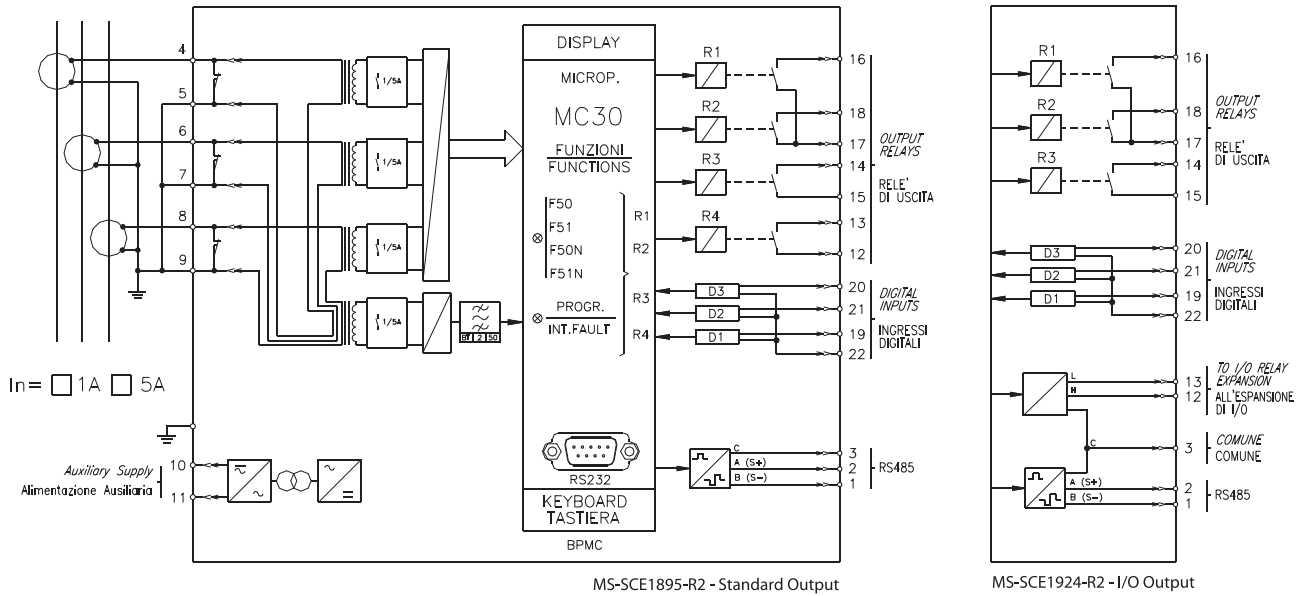 4
5
6
7
8
9
1/5A
1/5A
1/5A
1/5A
BT 2 50
In= 1A 5A
Auxiliary Supply
Alimentazione Ausiliaria
10
11
DISPLAY
MICROP.
MC30
FUNZIONI
FUNCTIONS
F50
F51
F50N
F51N
PROGR.
INT.FAULT
R1
R2
R3
R4
RS232
KEYBOARD
TASTIERA
BPMC
R1
R2
R3
R4
16
18
17
14
15
13
12
OUTPUT
RELAYS
RELE'
DI USCITA
D3
D2
D1
20
21
19
22
DIGITAL
INPUTS
INGRESSI
DIGITALI
C
A (S+)
B (S-)
3
2
1
RS485
MS-SCE1895-R2 - Standard Output
R1
R2
R3
16
18
17
14
15
OUTPUT
RELAYS
RELE'
DI USCITA
D3
D2
D1
20
21
19
22
DIGITAL
INPUTS
INGRESSI
DIGITALI
L
H
13
12
TO I/O RELAY
EXPANSION
ALL'ESPANSIONE
DI I/O
C
3
COMUNE
COMUNE
A (S+)
B (S-)
2
1
RS485
MS-SCE1924-R2 - I/O Output